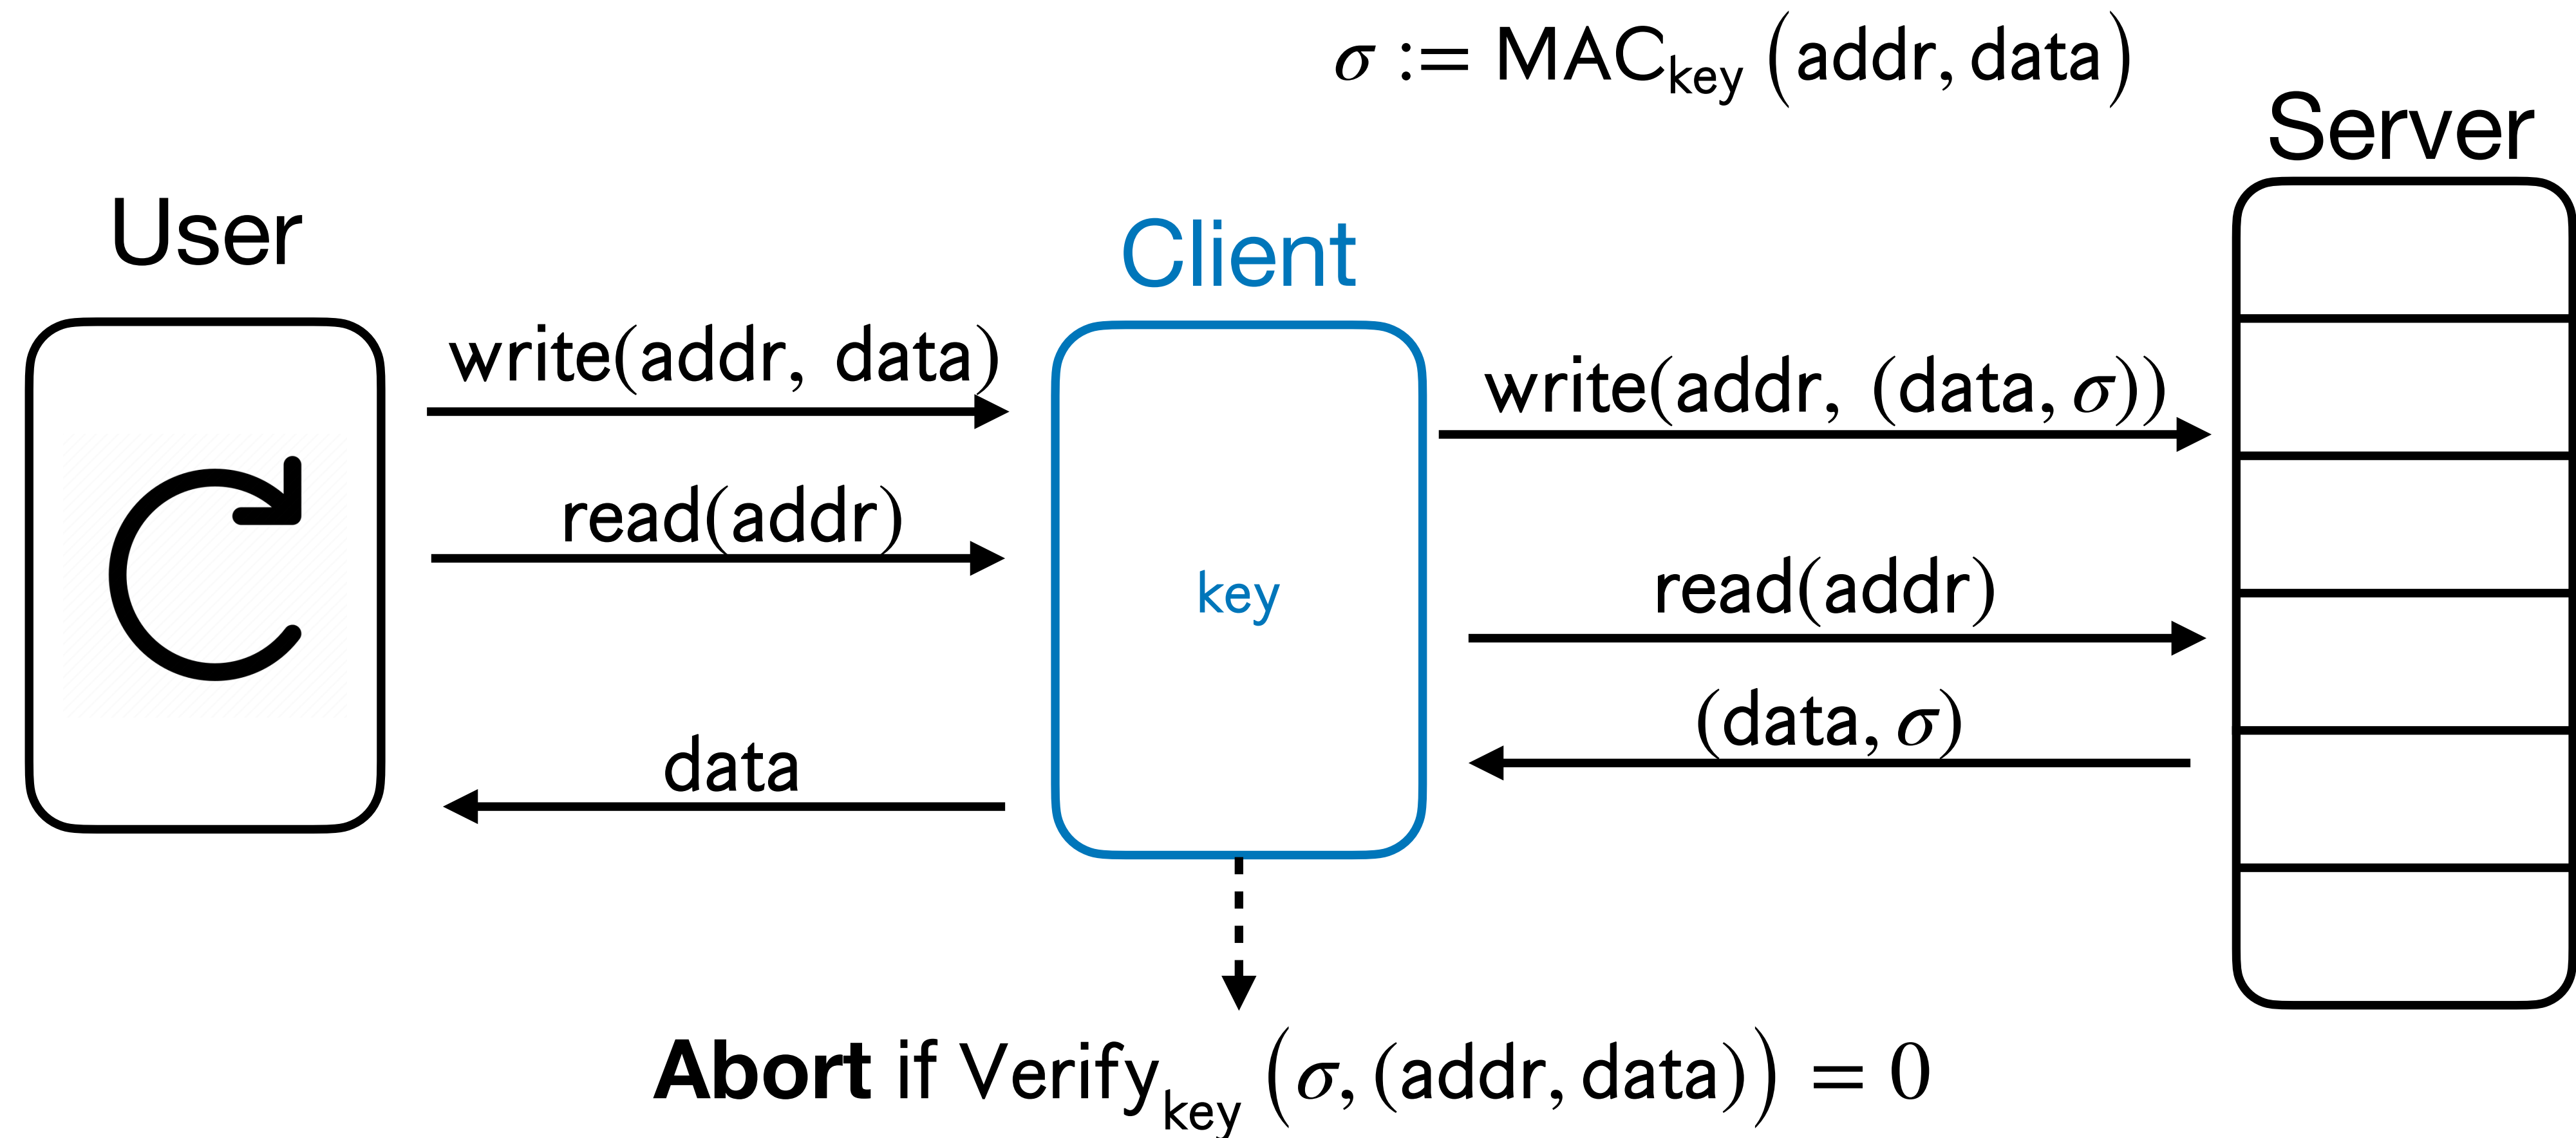 σ := MAC_key (addr, data)
Server
User
Client
write(addr, data)
write(addr, (data, σ))
read(addr)
key
read(addr)
(data, σ)
data
Abort if Verify_key (σ, (addr, data)) = 0